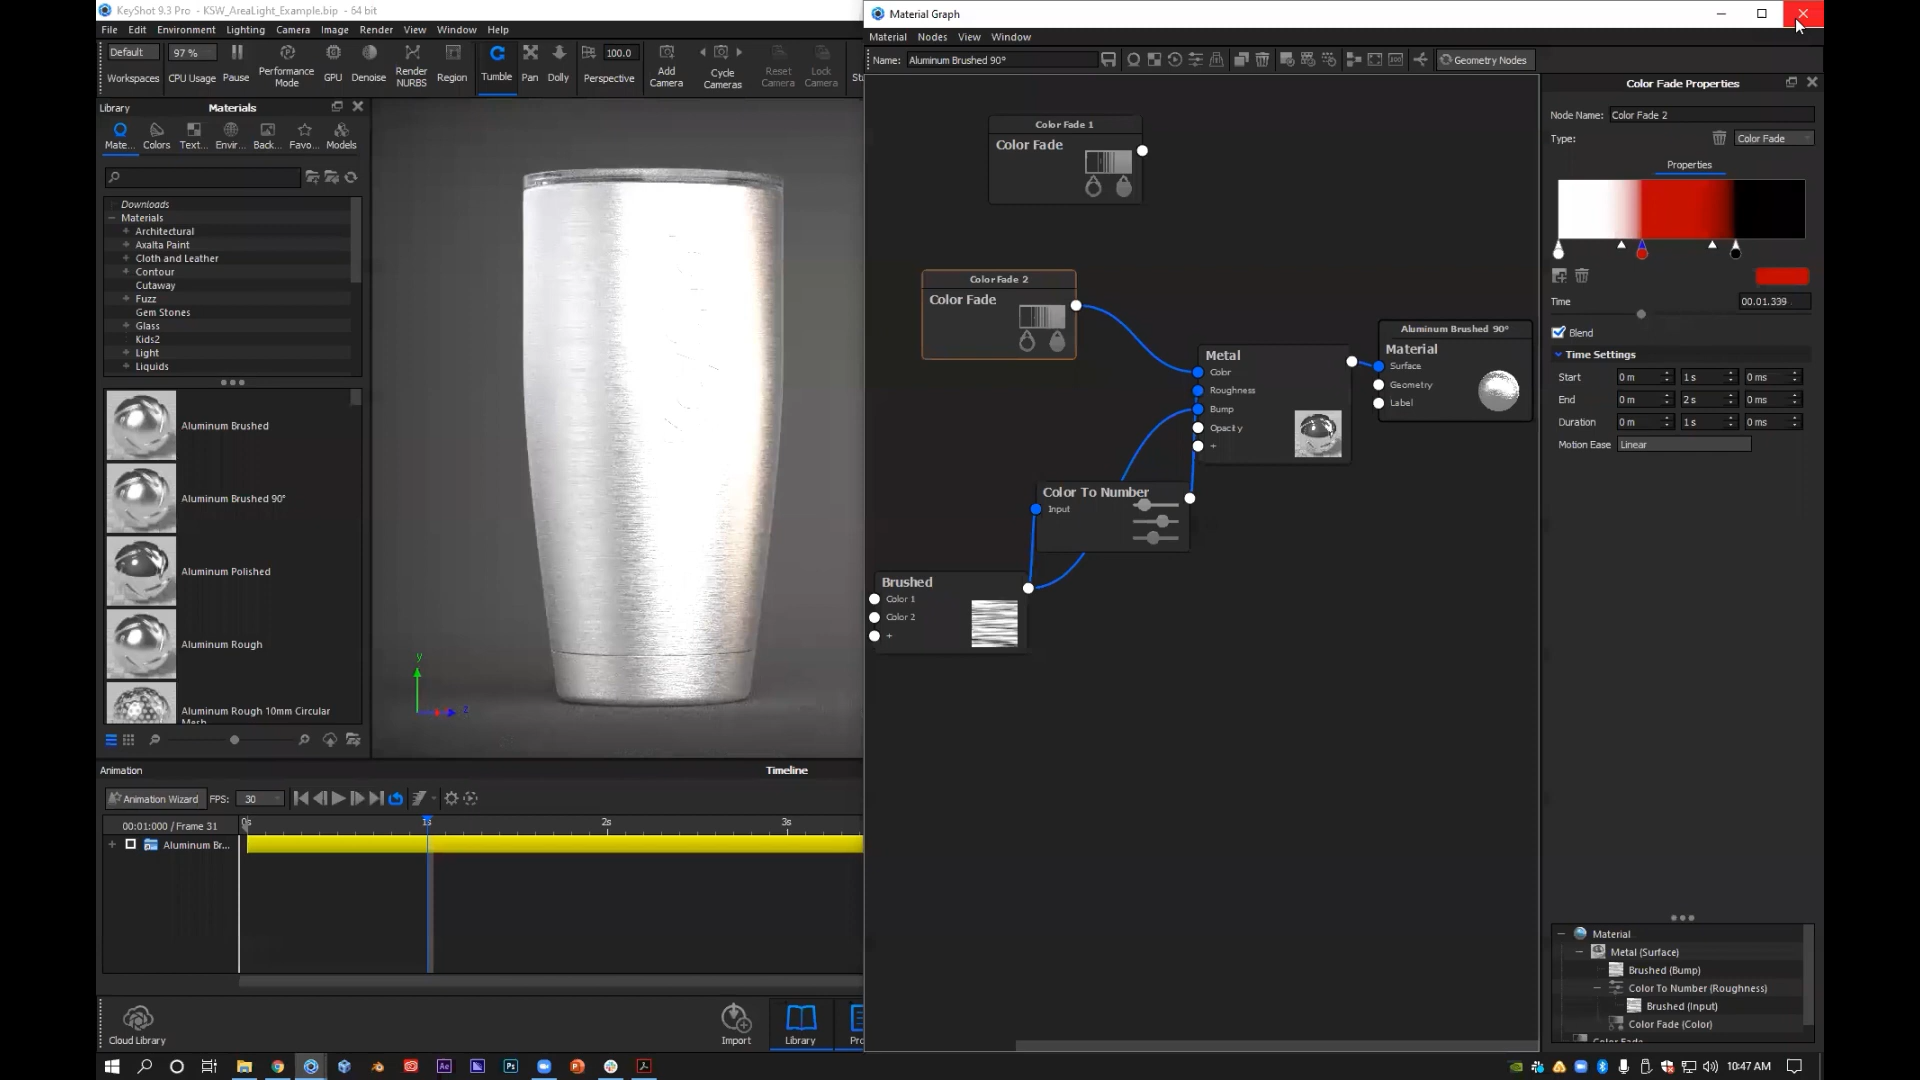 KeyShot 9.3 Pro - KSW_AreaLight_Example.bip - 64 bit
File Edit Environment Lighting Camera Image Render View Window Help
Default 97 % 100.0
Workspaces CPU Usage Pause Performance Mode GPU Denoise Render NURBS Region Tumble Pan Dolly Perspective Add Camera Cycle Cameras Reset Camera Lock Camera
Library Materials
Mate... Colors Text... Envir... Back... Favo... Models
Downloads
Materials
Architectural
Axalta Paint
Cloth and Leather
Contour
Cutaway
Fuzz
Gem Stones
Glass
Kids2
Light
Liquids
Aluminum Brushed
Aluminum Brushed 90°
Aluminum Polished
Aluminum Rough
Aluminum Rough 10mm Circular
Mesh
y
z
Animation Timeline
Animation Wizard FPS: 30
00:01:000 / Frame 31 0s 1s 2s 3s
Aluminum Br...
Cloud Library Import Library Pro
Material Graph
Material Nodes View Window
Name: Aluminum Brushed 90° Geometry Nodes
Color Fade 1
Color Fade
Color Fade 2
Color Fade
Metal
Color
Roughness
Bump
Opacity
+
Aluminum Brushed 90°
Material
Surface
Geometry
Label
Color To Number
Input
Brushed
Color 1
Color 2
+
Color Fade Properties
Node Name: Color Fade 2
Type: Color Fade
Properties
Time 00.01.339
Blend
Time Settings
Start 0 m 1 s 0 ms
End 0 m 2 s 0 ms
Duration 0 m 1 s 0 ms
Motion Ease Linear
Material
Metal (Surface)
Brushed (Bump)
Color To Number (Roughness)
Brushed (Input)
Color Fade (Color)
Color Fade
10:47 AM